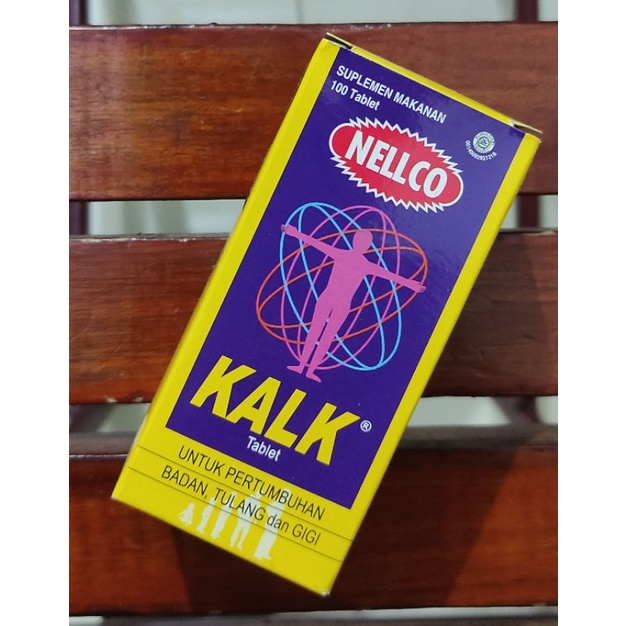 SUPLEMEN MAKANAN
100 Tablet
NELLCO
KALK®
Tablet
UNTUK PERTUMBUHAN
BADAN, TULANG dan GIGI